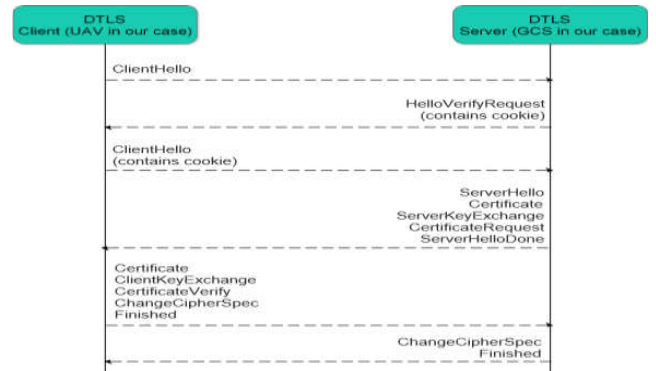 DTLS
Client (UAV in our case)
DTLS
Server (GCS in our case)
ClientHello
HelloVerifyRequest
(contains cookie)
ClientHello
(contains cookie)
ServerHello
Certificate
ServerKeyExchange
CertificateRequest
ServerHelloDone
Certificate
ClientKeyExchange
CertificateVerify
ChangeCipherSpec
Finished
ChangeCipherSpec
Finished